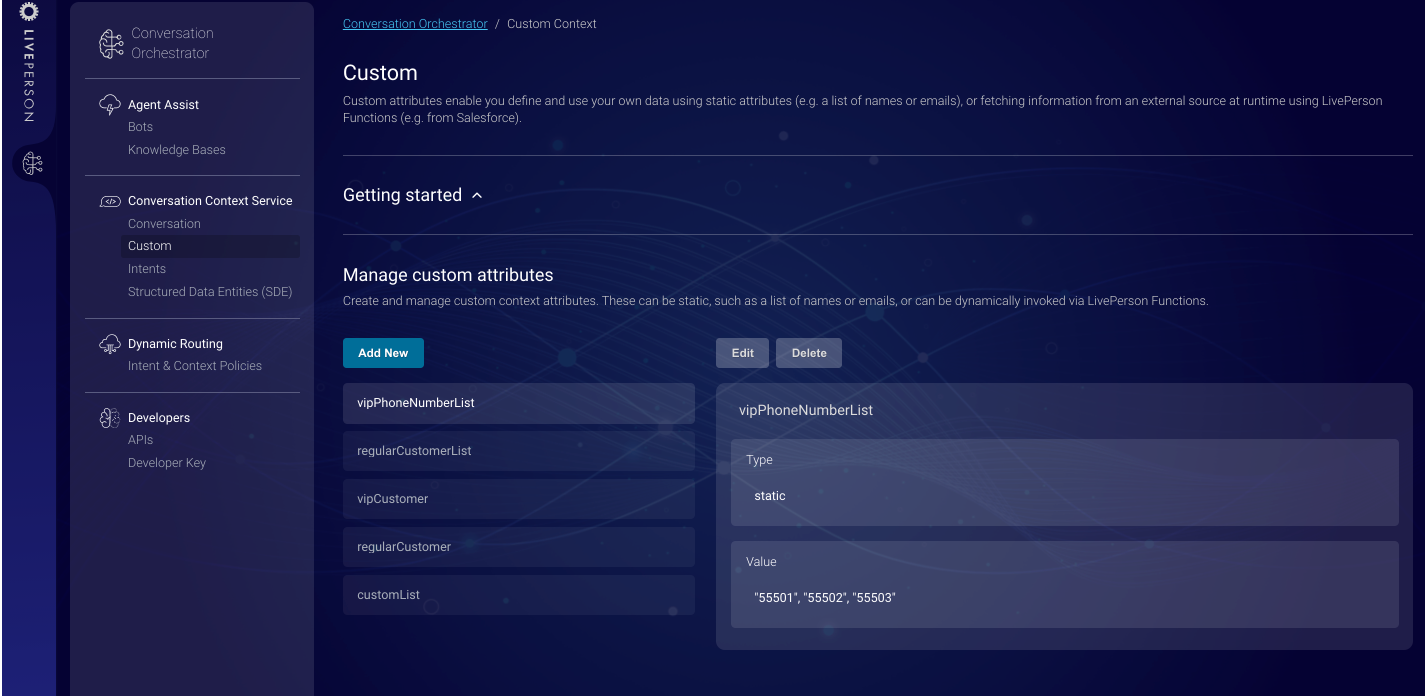 LIVEPERSON
Conversation
Orchestrator
Agent Assist
Bots
Knowledge Bases
Conversation Context Service
Conversation
Custom
Intents
Structured Data Entities (SDE)
Dynamic Routing
Intent & Context Policies
Developers
APIs
Developer Key
Conversation Orchestrator / Custom Context
Custom
Custom attributes enable you define and use your own data using static attributes (e.g. a list of names or emails), or fetching information from an external source at runtime using LivePerson
Functions (e.g. from Salesforce).
Getting started
Manage custom attributes
Create and manage custom context attributes. These can be static, such as a list of names or emails, or can be dynamically invoked via LivePerson Functions.
Add New
vipPhoneNumberList
regularCustomerList
vipCustomer
regularCustomer
customList
Edit Delete
vipPhoneNumberList
Type
static
Value
"55501", "55502", "55503"